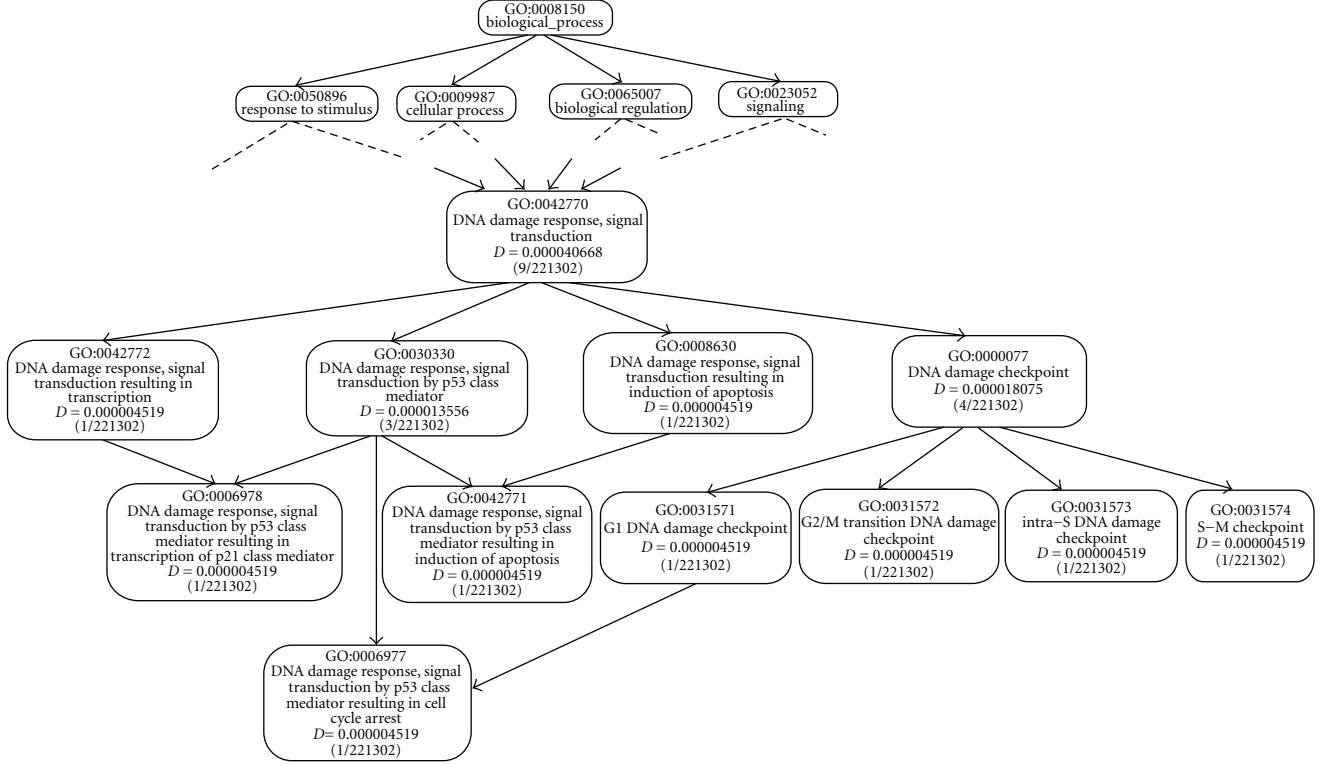 GO:0008150
biological_process
GO:0050896
response to stimulus
GO:0009987
cellular process
GO:0065007
biological regulation
GO:0023052
signaling
GO:0042770
DNA damage response, signal
transduction
D = 0.000040668
(9/221302)
GO:0042772
DNA damage response, signal
transduction resulting in
transcription
D = 0.000004519
(1/221302)
GO:0030330
DNA damage response, signal
transduction by p53 class
mediator
D = 0.000013556
(3/221302)
GO:0008630
DNA damage response, signal
transduction resulting in
induction of apoptosis
D = 0.000004519
(1/221302)
GO:0000077
DNA damage checkpoint
D = 0.000018075
(4/221302)
GO:0006978
DNA damage response, signal
transduction by p53 class
mediator resulting in
transcription of p21 class mediator
D = 0.000004519
(1/221302)
GO:0042771
DNA damage response, signal
transduction by p53 class
mediator resulting in
induction of apoptosis
D = 0.000004519
(1/221302)
GO:0031571
G1 DNA damage checkpoint
D = 0.000004519
(1/221302)
GO:0031572
G2/M transition DNA damage
checkpoint
D = 0.000004519
(1/221302)
GO:0031573
intra−S DNA damage
checkpoint
D = 0.000004519
(1/221302)
GO:0031574
S−M checkpoint
D = 0.000004519
(1/221302)
GO:0006977
DNA damage response, signal
transduction by p53 class
mediator resulting in cell
cycle arrest
D= 0.000004519
(1/221302)